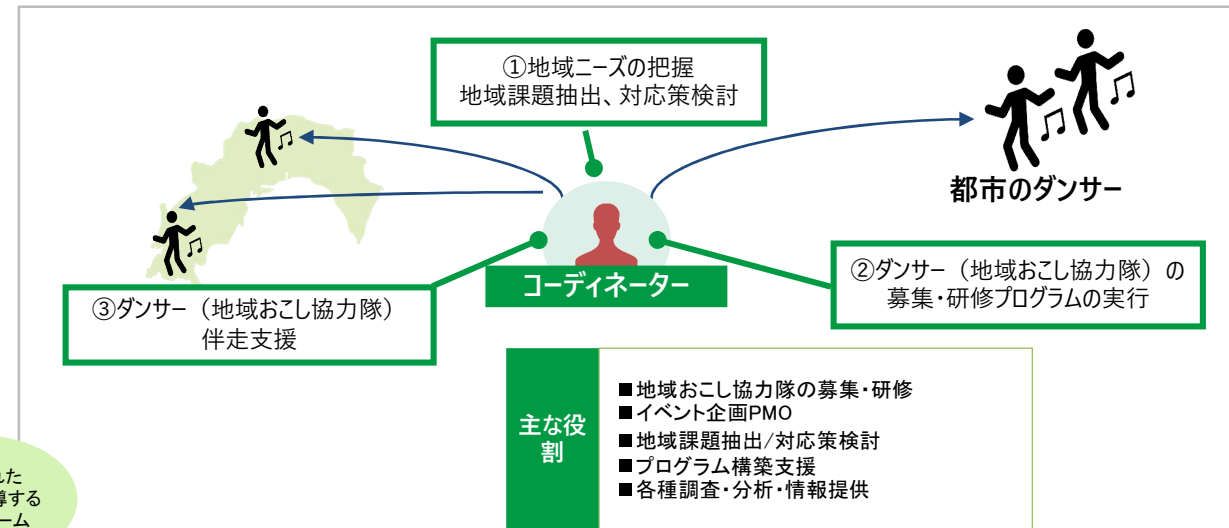 ①地域ニーズの把握
地域課題抽出、対応策検討
都市のダンサー
コーディネーター
②ダンサー（地域おこし協力隊）の
募集・研修プログラムの実行
③ダンサー（地域おこし協力隊）
伴走支援
主な役
割
■地域おこし協力隊の募集・研修
■イベント企画PMO
■地域課題抽出/対応策検討
■プログラム構築支援
■各種調査・分析・情報提供
れた
導する
ーム